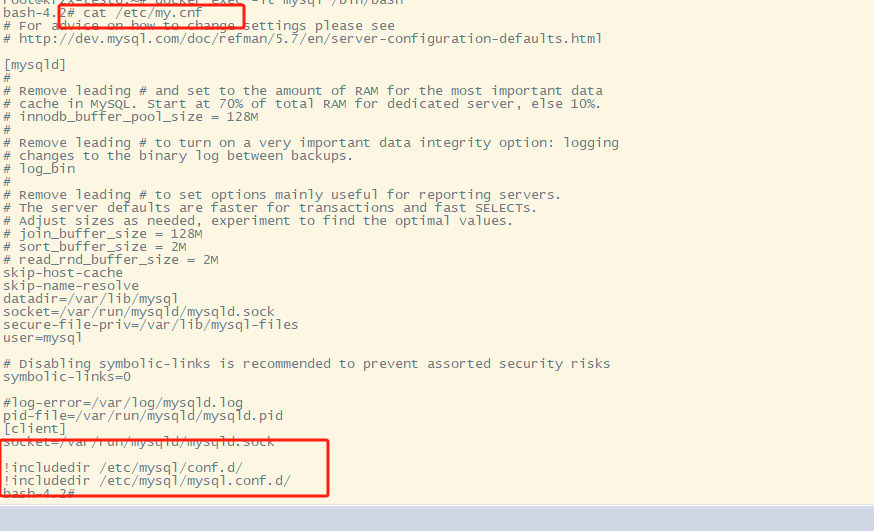 bash-4.2# cat /etc/my.cnf
# For advice on how to change settings please see
# http://dev.mysql.com/doc/refman/5.7/en/server-configuration-defaults.html
[mysqld]
#
# Remove leading # and set to the amount of RAM for the most important data
# cache in MySQL. Start at 70% of total RAM for dedicated server, else 10%.
# innodb_buffer_pool_size = 128M
#
# Remove leading # to turn on a very important data integrity option: logging
# changes to the binary log between backups.
# log_bin
#
# Remove leading # to set options mainly useful for reporting servers.
# The server defaults are faster for transactions and fast SELECTs.
# Adjust sizes as needed, experiment to find the optimal values.
# join_buffer_size = 128M
# sort_buffer_size = 2M
# read_rnd_buffer_size = 2M
skip-host-cache
skip-name-resolve
datadir=/var/lib/mysql
socket=/var/run/mysqld/mysqld.sock
secure-file-priv=/var/lib/mysql-files
user=mysql
# Disabling symbolic-links is recommended to prevent assorted security risks
symbolic-links=0
#log-error=/var/log/mysqld.log
pid-file=/var/run/mysqld/mysqld.pid
[client]
socket=/var/run/mysqld/mysqld.sock
!includedir /etc/mysql/conf.d/
!includedir /etc/mysql/mysql.conf.d/
bash-4.2#